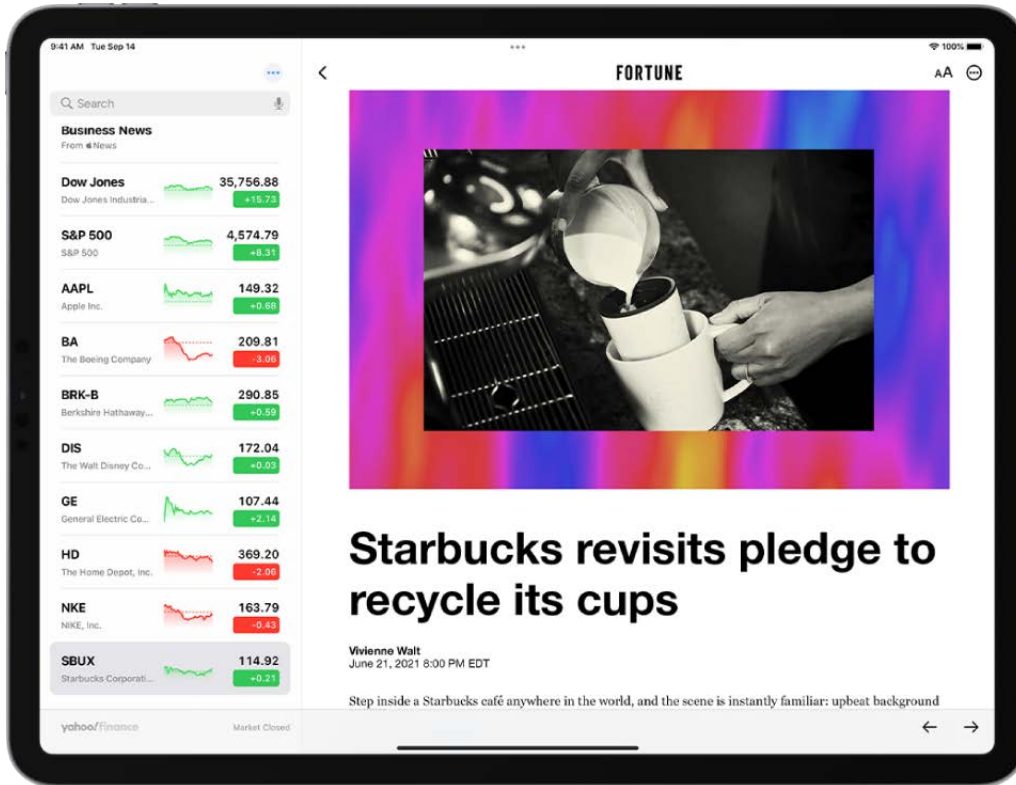 9:41 AM Tue Sep 14
100%
Search
Business News
From News
Dow Jones
35,756.88
Dow Jones Industria...
+15.73
S&P 500
4,574.79
S&P 500
+8.31
AAPL
149.32
Apple Inc.
+0.68
BA
209.81
The Boeing Company
-3.06
BRK-B
290.85
Berkshire Hathaway...
+0.59
DIS
172.04
The Walt Disney Co...
+0.03
GE
107.44
General Electric Co...
+2.14
HD
369.20
The Home Depot, Inc.
-2.06
NKE
163.79
NIKE, Inc.
-0.43
SBUX
114.92
Starbucks Corporati...
+0.21
yahoo!finance
Market Closed
FORTUNE
AA
Starbucks revisits pledge to
recycle its cups
Vivienne Walt
June 21, 2021 8:00 PM EDT
Step inside a Starbucks café anywhere in the world, and the scene is instantly familiar: upbeat background